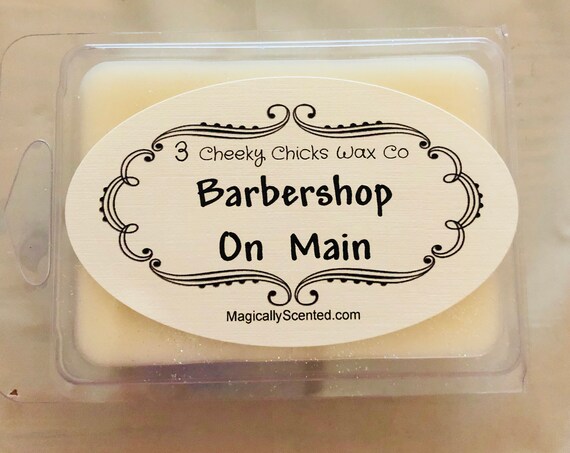 3 Cheeky Chicks Wax Co
Barbershop
On Main
MagicallyScented.com